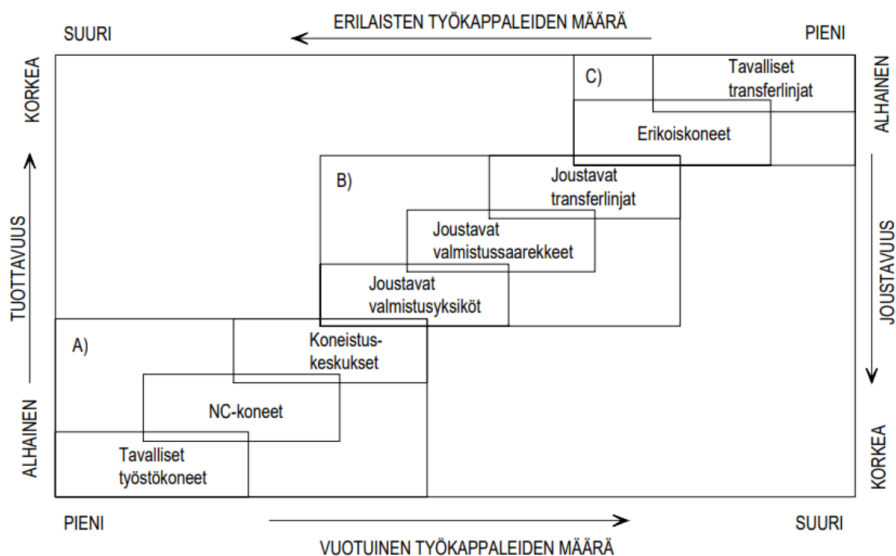 ERILAISTEN TYÖKAPPALEIDEN MÄÄRÄ
SUURI
PIENI
KORKEA
TUOTTAVUUS
ALHAINEN
ALHAINEN
JOUSTAVUUS
KORKEA
C)
Tavalliset
transferlinjat
Erikoiskoneet
B)
Joustavat
transferlinjat
Joustavat
valmistussaarekkeet
Joustavat
valmistusyksiköt
A)
Koneistus-
keskukset
NC-koneet
Tavalliset
työstökoneet
PIENI
SUURI
VUOTUINEN TYÖKAPPALEIDEN MÄÄRÄ